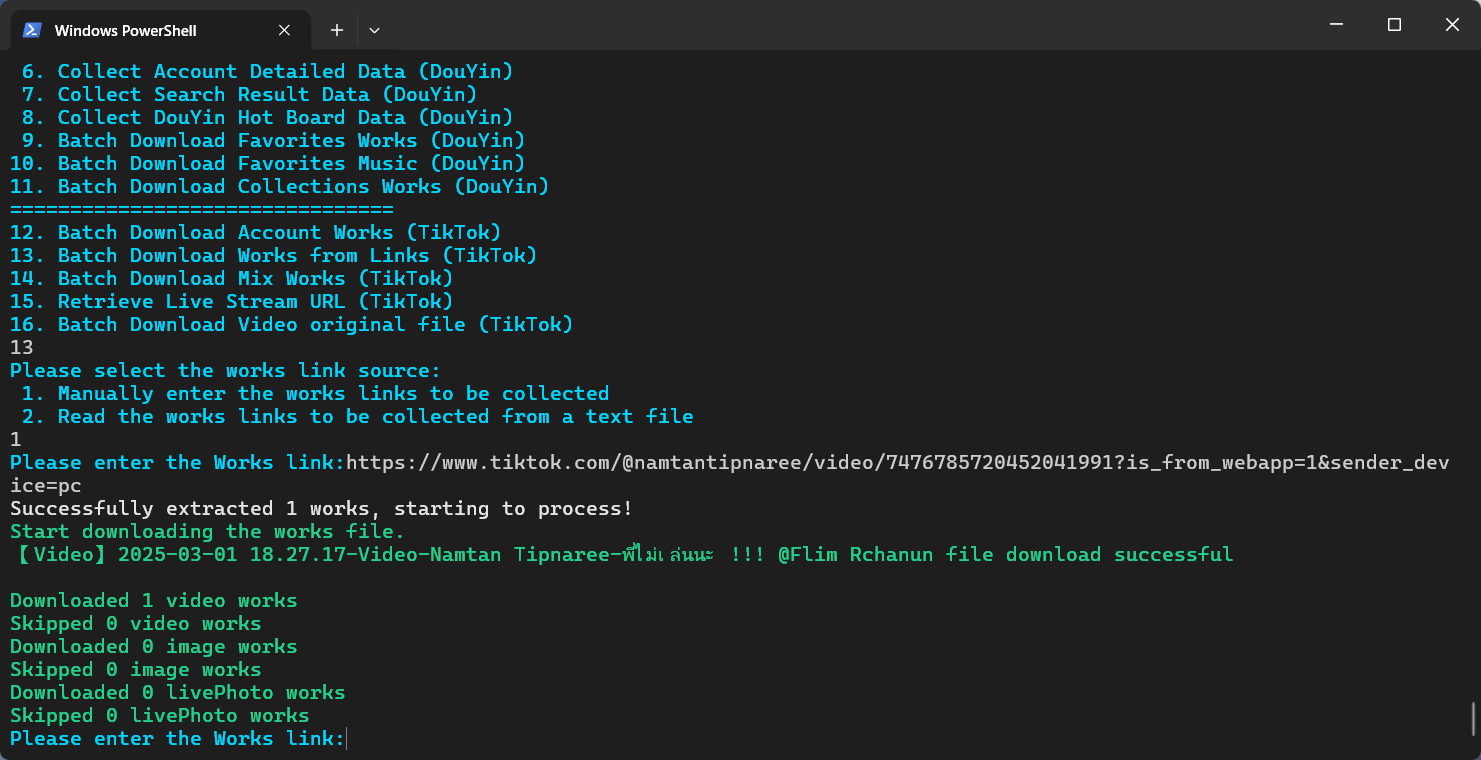 Windows PowerShell
6. Collect Account Detailed Data (DouYin)
7. Collect Search Result Data (DouYin)
8. Collect DouYin Hot Board Data (DouYin)
9. Batch Download Favorites Works (DouYin)
10. Batch Download Favorites Music (DouYin)
11. Batch Download Collections Works (DouYin)
================================
12. Batch Download Account Works (TikTok)
13. Batch Download Works from Links (TikTok)
14. Batch Download Mix Works (TikTok)
15. Retrieve Live Stream URL (TikTok)
16. Batch Download Video original file (TikTok)
13
Please select the works link source:
1. Manually enter the works links to be collected
2. Read the works links to be collected from a text file
1
Please enter the Works link:https://www.tiktok.com/@namtantipnaree/video/7476785720452041991?is_from_webapp=1&sender_dev
ice=pc
Successfully extracted 1 works, starting to process!
Start downloading the works file.
【Video】2025-03-01 18.27.17-Video-Namtan Tipnaree-พี่ไม่เล่นนะ !!! @Flim Rchanun file download successful
Downloaded 1 video works
Skipped 0 video works
Downloaded 0 image works
Skipped 0 image works
Downloaded 0 livePhoto works
Skipped 0 livePhoto works
Please enter the Works link: